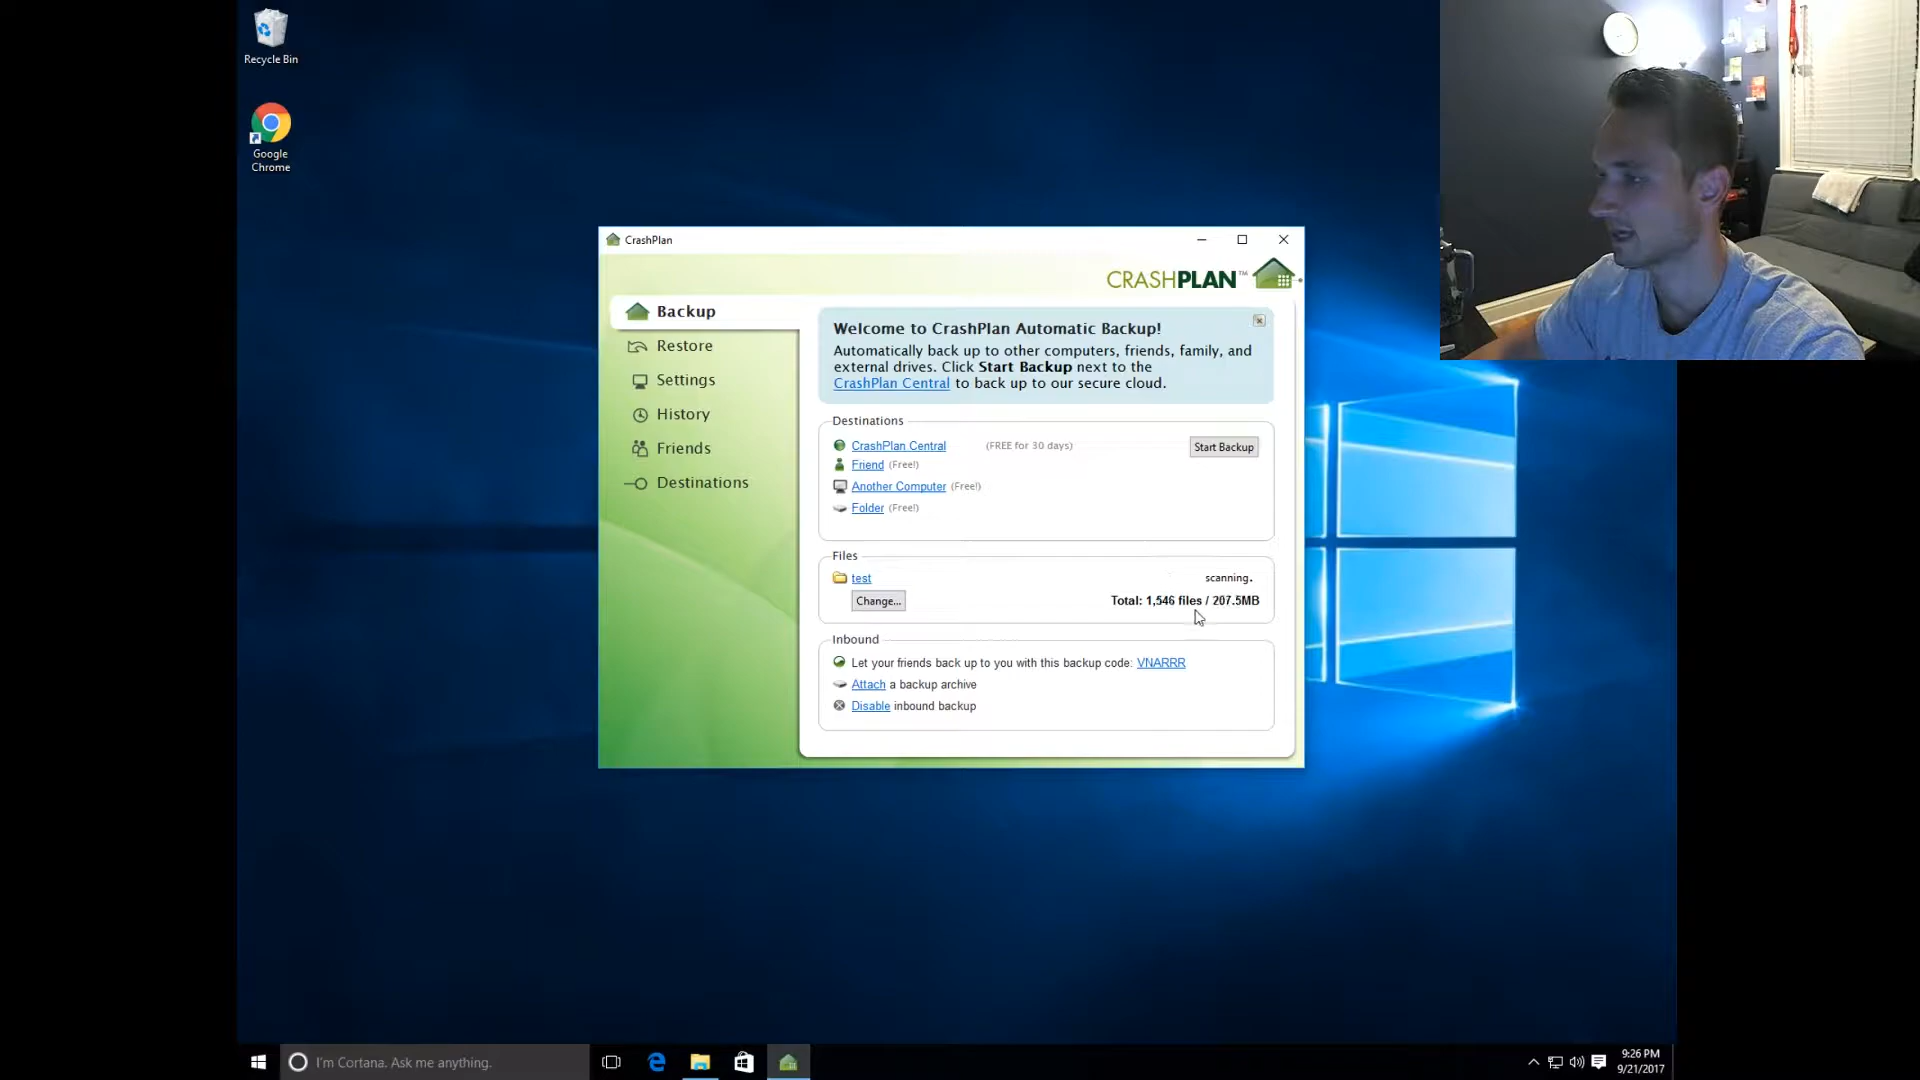 Recycle Bin
Google
Chrome
CrashPlan
CRASHPLAN™
Backup
Restore
Settings
History
Friends
Destinations
Welcome to CrashPlan Automatic Backup!
Automatically back up to other computers, friends, family, and
external drives. Click Start Backup next to the
CrashPlan Central to back up to our secure cloud.
Destinations
CrashPlan Central (FREE for 30 days) Start Backup
Friend (Free!)
Another Computer (Free!)
Folder (Free!)
Files
test scanning.
Change... Total: 1,546 files / 207.5MB
Inbound
Let your friends back up to you with this backup code: VNARRR
Attach a backup archive
Disable inbound backup
I'm Cortana. Ask me anything.
9:26 PM
9/21/2017